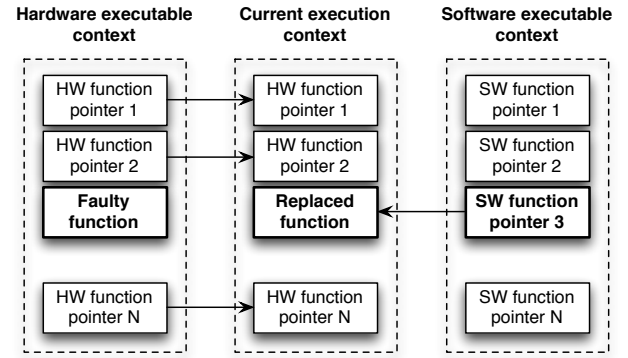 Hardware executable
context
HW function
pointer 1
HW function
pointer 2
Faulty
function
HW function
pointer N
Current execution
context
HW function
pointer 1
HW function
pointer 2
Replaced
function
HW function
pointer N
Software executable
context
SW function
pointer 1
SW function
pointer 2
SW function
pointer 3
SW function
pointer N